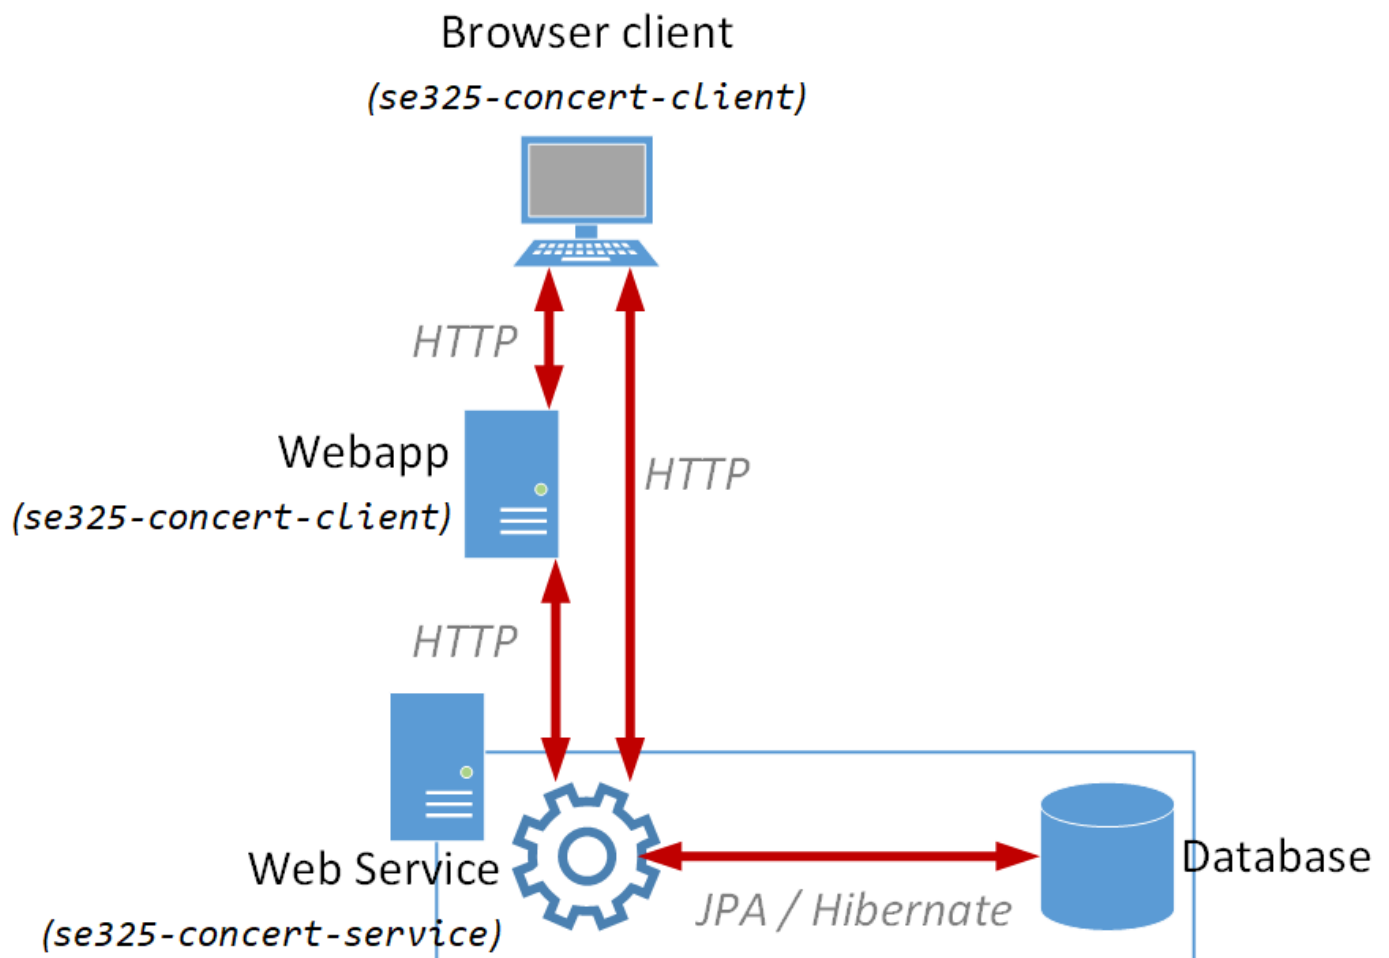 Browser client
(se325-concert-client)
HTTP
Webapp
HTTP
(se325-concert-client)
HTTP
Web Service
Database
JPA / Hibernate
(se325-concert-service)